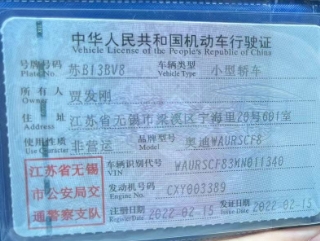 中华人民共和国机动车行驶证
Vehicle License of the People's Republic of China
号牌号码 苏B13BV8 车辆类型 小型轿车
Plate No. Vehicle Type
所有人 贾发刚
Owner
住址 江苏省无锡市梁溪区宁海里28号601室
Address
使用性质 非营运 品牌型号 奥迪WAURSCF8
Use Character
江苏省无锡市公安局交通警察支队
车辆识别代号 WAURSCF83MN011340
VIN
发动机号码 CXY003389
Engine No.
注册日期 2022-02-15 发证日期 2022-02-15
Register Date Issue Date